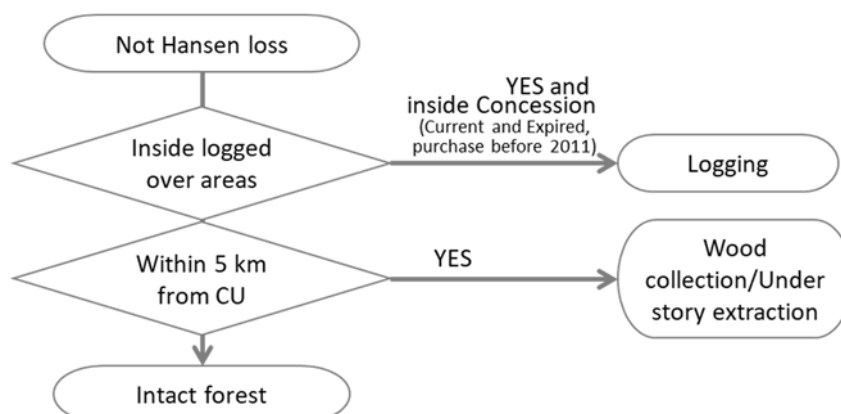 Not Hansen loss
YES and
inside Concession
(Current and Expired,
purchase before 2011)
Inside logged
over areas
Logging
Within 5 km
from CU
YES
Wood
collection/Under
story extraction
Intact forest